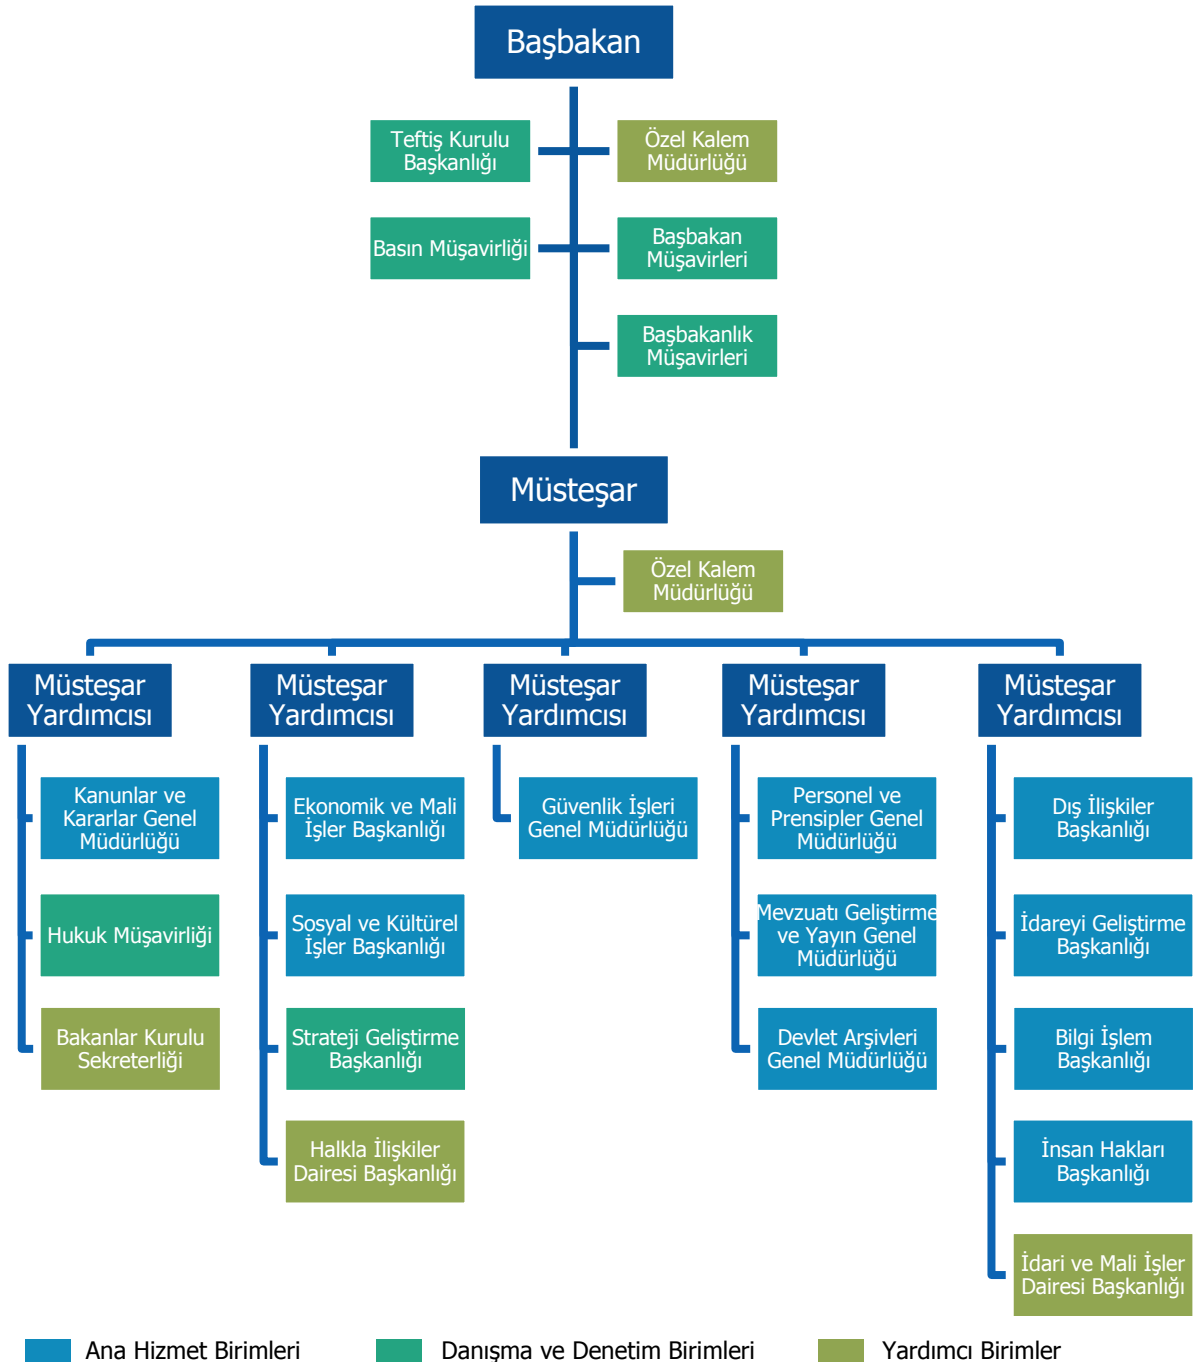 Başbakan
Teftiş Kurulu
Başkanlığı
Özel Kalem
Müdürlüğü
Basın Müşavirliği
Başbakan
Müşavirleri
Başbakanlık
Müşavirleri
Müsteşar
Özel Kalem
Müdürlüğü
Müsteşar
Yardımcısı
Müsteşar
Yardımcısı
Müsteşar
Yardımcısı
Müsteşar
Yardımcısı
Müsteşar
Yardımcısı
Kanunlar ve
Kararlar Genel
Müdürlüğü
Hukuk Müşavirliği
Bakanlar Kurulu
Sekreterliği
Ekonomik ve Mali
İşler Başkanlığı
Sosyal ve Kültürel
İşler Başkanlığı
Strateji Geliştirme
Başkanlığı
Halkla İlişkiler
Dairesi Başkanlığı
Güvenlik İşleri
Genel Müdürlüğü
Personel ve
Prensipler Genel
Müdürlüğü
Mevzuatı Geliştirme
ve Yayın Genel
Müdürlüğü
Devlet Arşivleri
Genel Müdürlüğü
Dış İlişkiler
Başkanlığı
İdareyi Geliştirme
Başkanlığı
Bilgi İşlem
Başkanlığı
İnsan Hakları
Başkanlığı
İdari ve Mali İşler
Dairesi Başkanlığı
Ana Hizmet Birimleri
Danışma ve Denetim Birimleri
Yardımcı Birimler